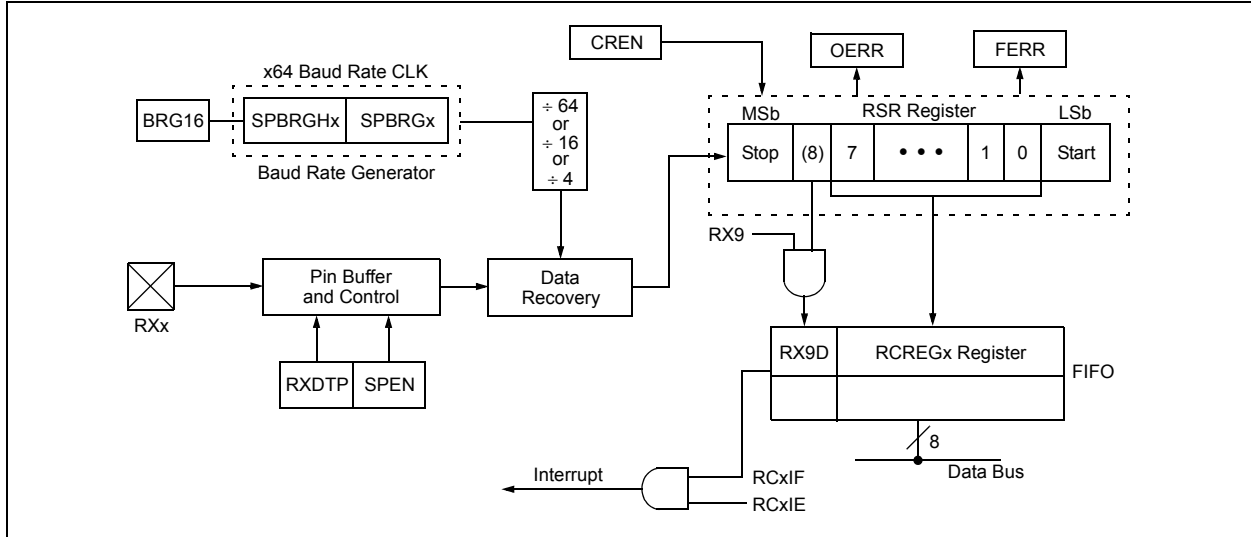 CREN
OERR
FERR
x64 Baud Rate CLK
BRG16
SPBRGHx
SPBRGx
Baud Rate Generator
÷ 64
or
÷ 16
or
÷ 4
MSb
RSR Register
LSb
Stop
(8)
7
• • •
1
0
Start
RX9
RXx
Pin Buffer
and Control
Data
Recovery
RXDTP
SPEN
RX9D
RCREGx Register
FIFO
8
Data Bus
Interrupt
RCxIF
RCxIE